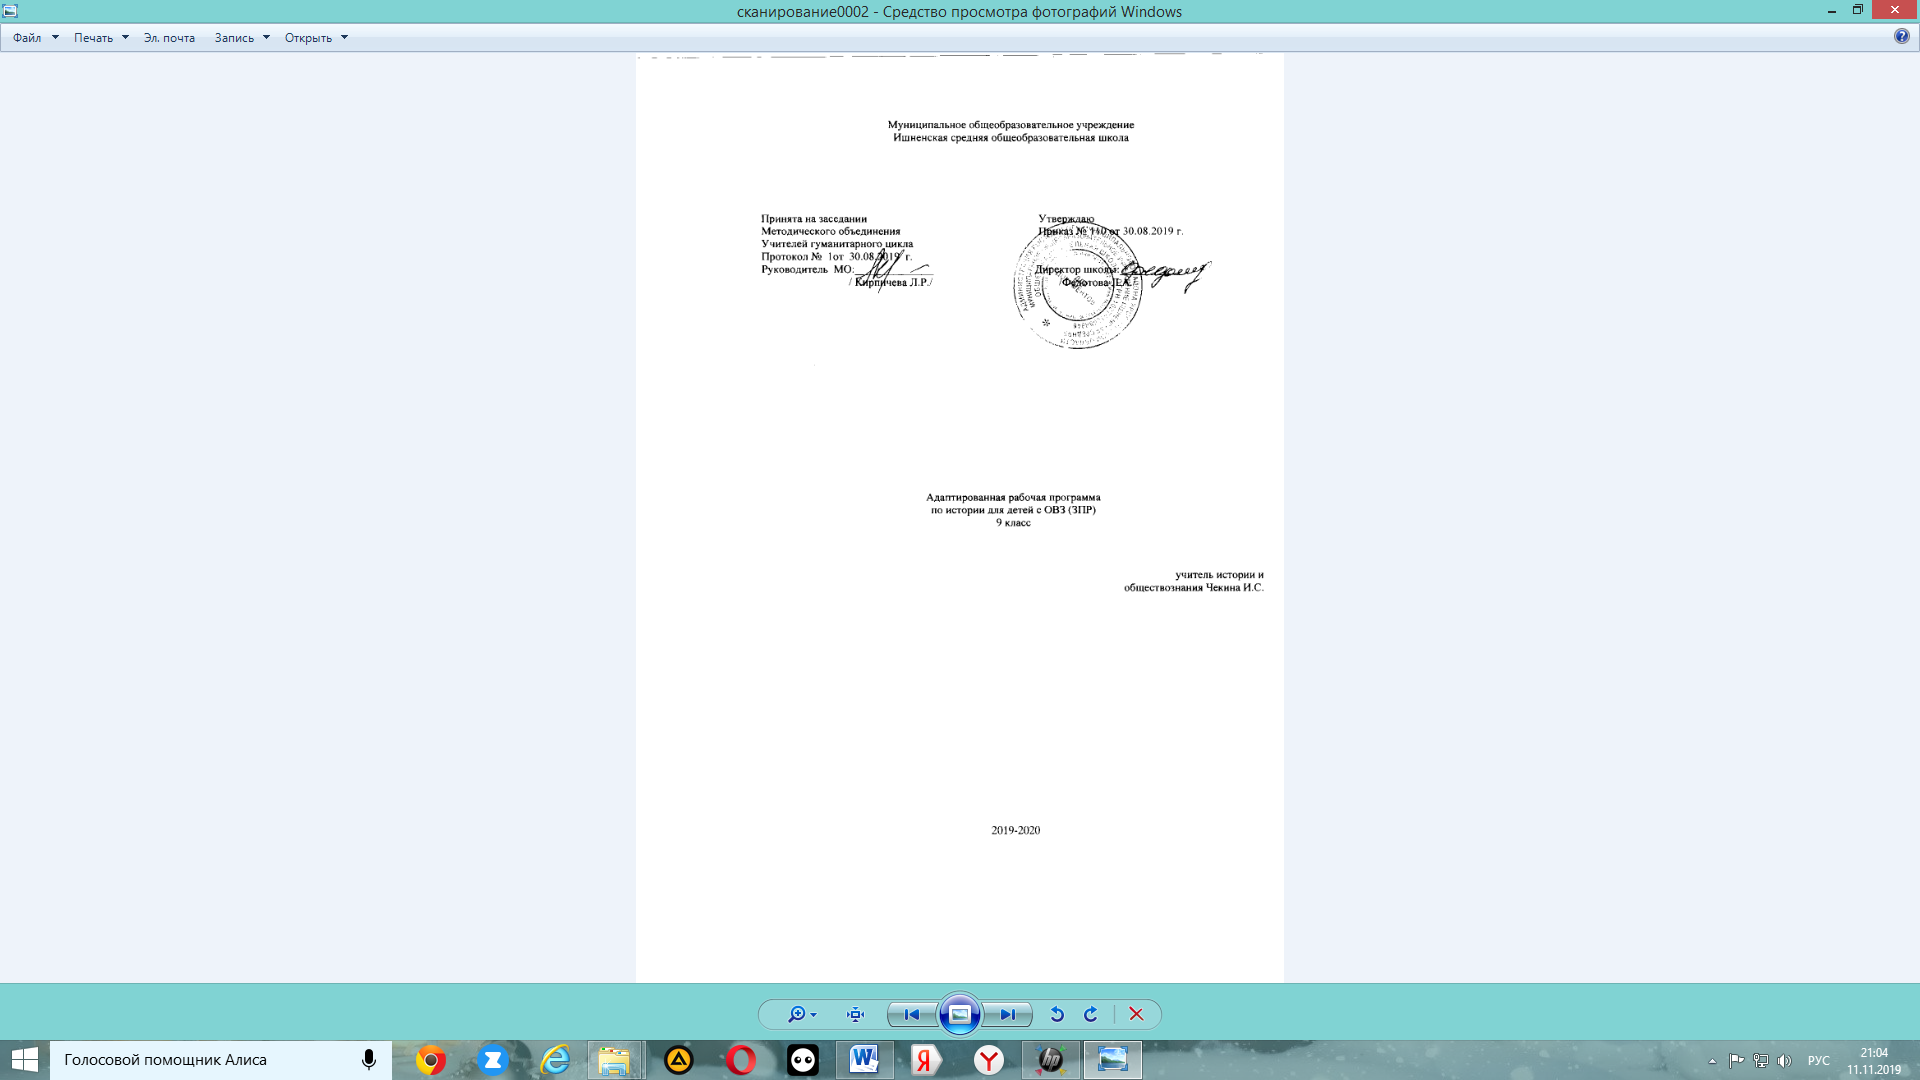 сканирование0002 - Средство просмотра фотографий Windows
Файл Печать Эл. почта Запись Открыть
Муниципальное общеобразовательное учреждение
Ишненская средняя общеобразовательная школа
Принята на заседании
Методического объединения
Учителей гуманитарного цикла
Протокол № 1от 30.08.2019 г.
Руководитель МО:
/ Кирпичева Л.Р./
Утверждаю
Приказ № 110 от 30.08.2019 г.
Директор школы:
Адаптированная рабочая программа
по истории для детей с ОВЗ (ЗПР)
9 класс
учитель истории и
обществознания Чекина И.С.
2019-2020
Голосовой помощник Алиса
РУС
21:04
11.11.2019